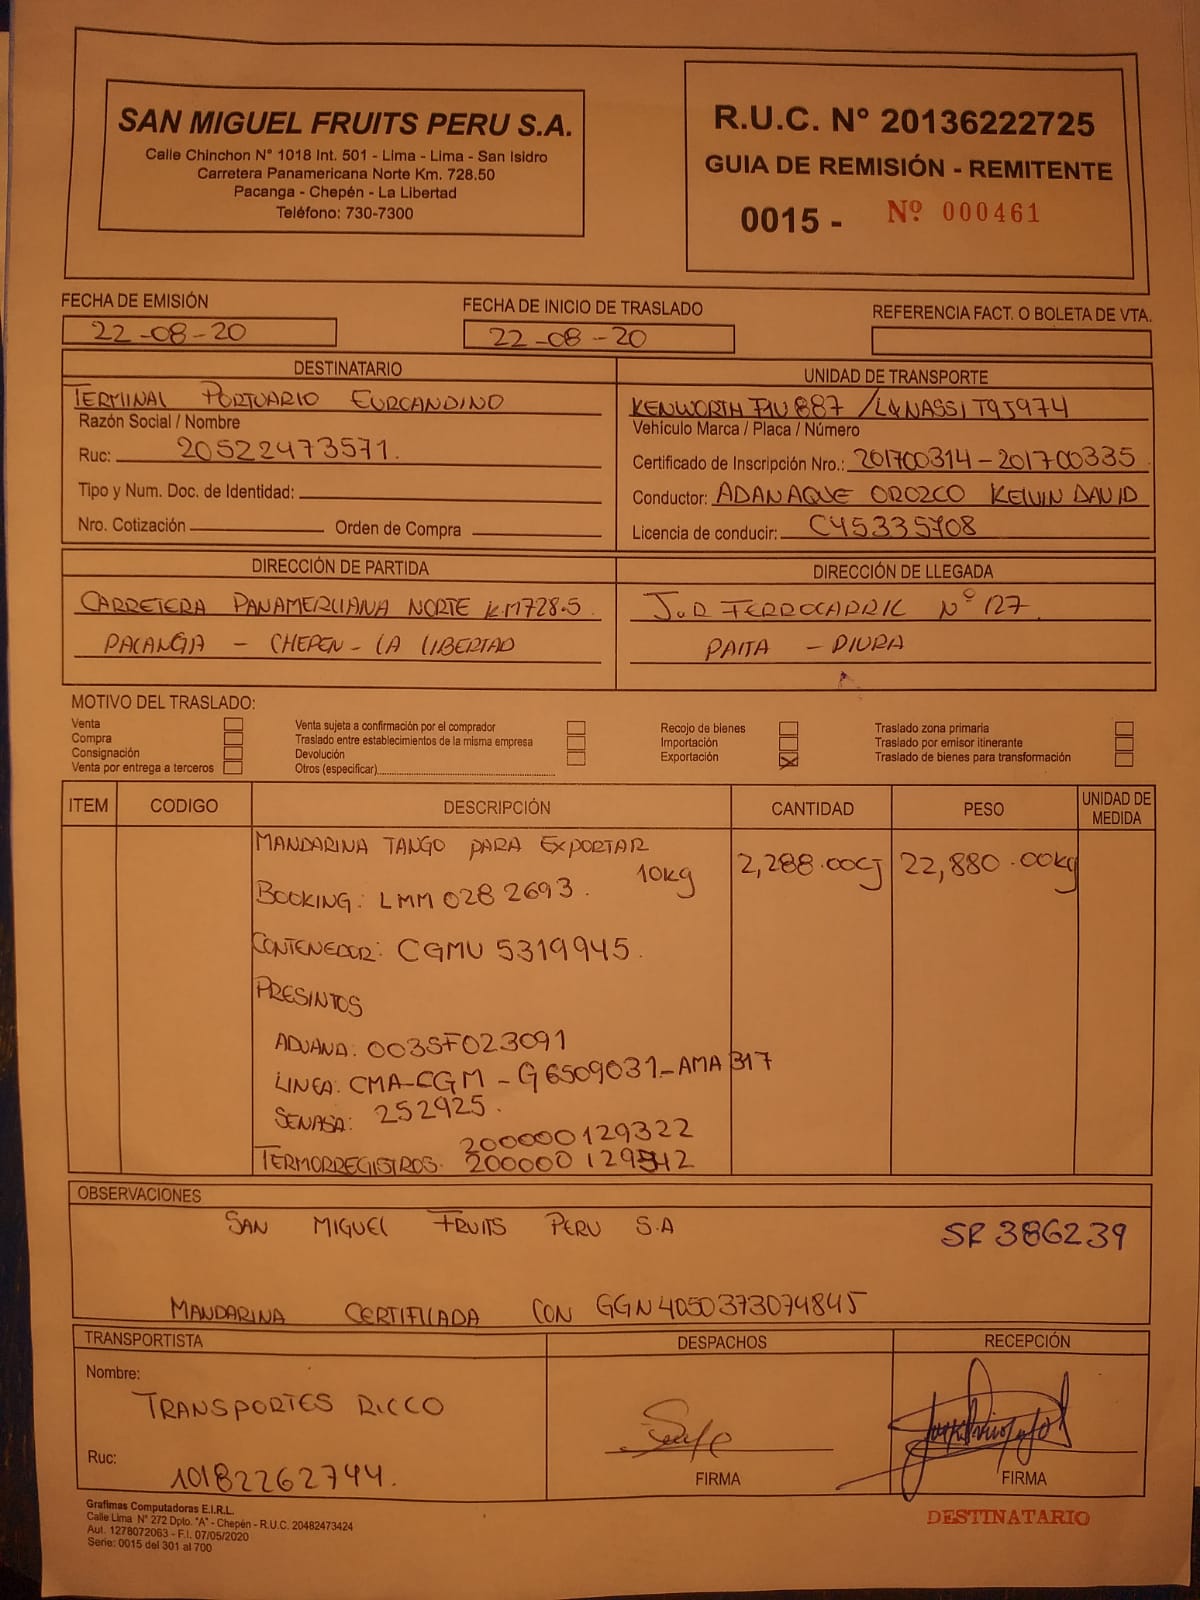 SAN MIGUEL FRUITS PERU S.A.
Calle Chinchon N° 1018 Int. 501 - Lima - Lima - San Isidro
Carretera Panamericana Norte Km. 728.50
Pacanga - Chepén - La Libertad
Teléfono: 730-7300
R.U.C. N° 20136222725
GUIA DE REMISIÓN - REMITENTE
0015 - Nº 000461
FECHA DE EMISIÓN
22-08-20
FECHA DE INICIO DE TRASLADO
22-08-20
REFERENCIA FACT. O BOLETA DE VTA.
DESTINATARIO
TERMINAL PORTUARIO EUROANDINO
Razón Social / Nombre
Ruc: 20522473571.
Tipo y Num. Doc. de Identidad:
Nro. Cotización Orden de Compra
UNIDAD DE TRANSPORTE
KENWORTH 887 / T9J974
Vehículo Marca / Placa / Número
Certificado de Inscripción Nro.: 201700314-201700335
Conductor: ADANAQUE OROZCO KELVIN DAVID
Licencia de conducir: C45335708
DIRECCIÓN DE PARTIDA
CARRETERA PANAMERICANA NORTE KM728.5
PACANGA - CHEPEN - LA LIBERTAD
DIRECCIÓN DE LLEGADA
FERROCARRIL Nº 127
PAITA - PIURA
MOTIVO DEL TRASLADO:
Venta
Compra
Consignación
Venta por entrega a terceros
Venta sujeta a confirmación por el comprador
Traslado entre establecimientos de la misma empresa
Devolución
Otros (especificar)
Recojo de bienes
Importación
Exportación X
Traslado zona primaria
Traslado por emisor itinerante
Traslado de bienes para transformación
ITEM CODIGO DESCRIPCIÓN CANTIDAD PESO UNIDAD DE MEDIDA
MANDARINA TANGO PARA EXPORTAR
10kg 2,288.00CJ 22,880.00kg
BOOKING: LMM0282693.
CONTENEDOR: CGMU 5319945.
PRESINTOS
ADUANA: 003SF023091
LINEA: CMA-CGM - G6509031-AMA 317
SENASA: 252925.
200000129322
TERMORREGISTROS: 200000129542
OBSERVACIONES
SAN MIGUEL FRUITS PERU S.A
SR 386239
MANDARINA CERTIFICADA CON GGN4050373074845
TRANSPORTISTA
Nombre:
TRANSPORTES RICCO
Ruc:
10182262744.
DESPACHOS
FIRMA
RECEPCIÓN
FIRMA
Grafimas Computadoras E.I.R.L.
Calle Lima N° 272 Dpto. "A" - Chepén - R.U.C. 20482473424
Aut. 1278072063 - F.I. 07/05/2020
Serie: 0015 del 301 al 700
DESTINATARIO